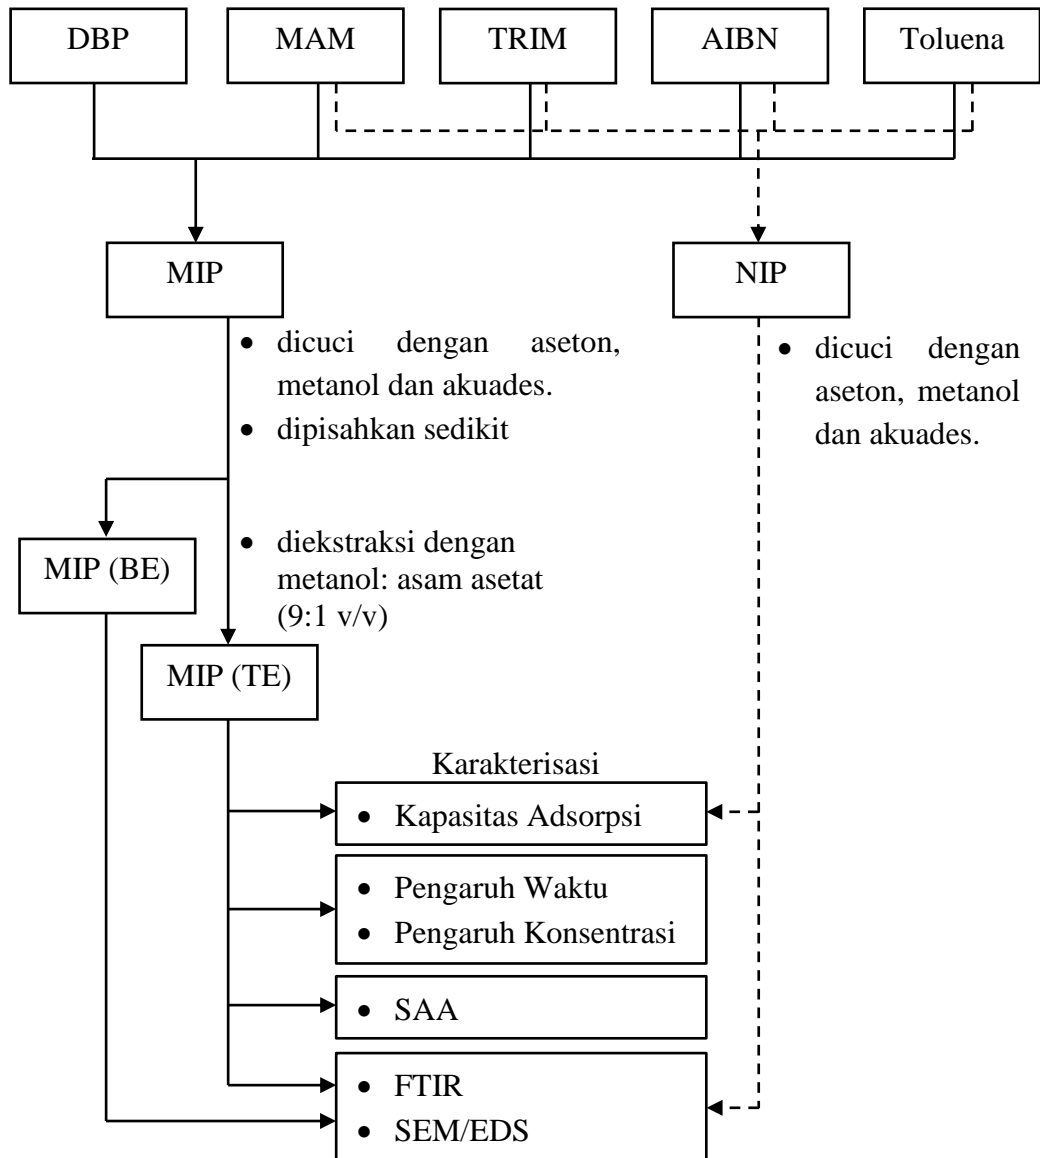 DBP
MAM
TRIM
AIBN
Toluena
MIP
NIP
• dicuci dengan aseton,
metanol dan akuades.
• dipisahkan sedikit
• dicuci dengan
aseton, metanol
dan akuades.
MIP (BE)
• diekstraksi dengan
metanol: asam asetat
(9:1 v/v)
MIP (TE)
Karakterisasi
• Kapasitas Adsorpsi
• Pengaruh Waktu
• Pengaruh Konsentrasi
• SAA
• FTIR
• SEM/EDS